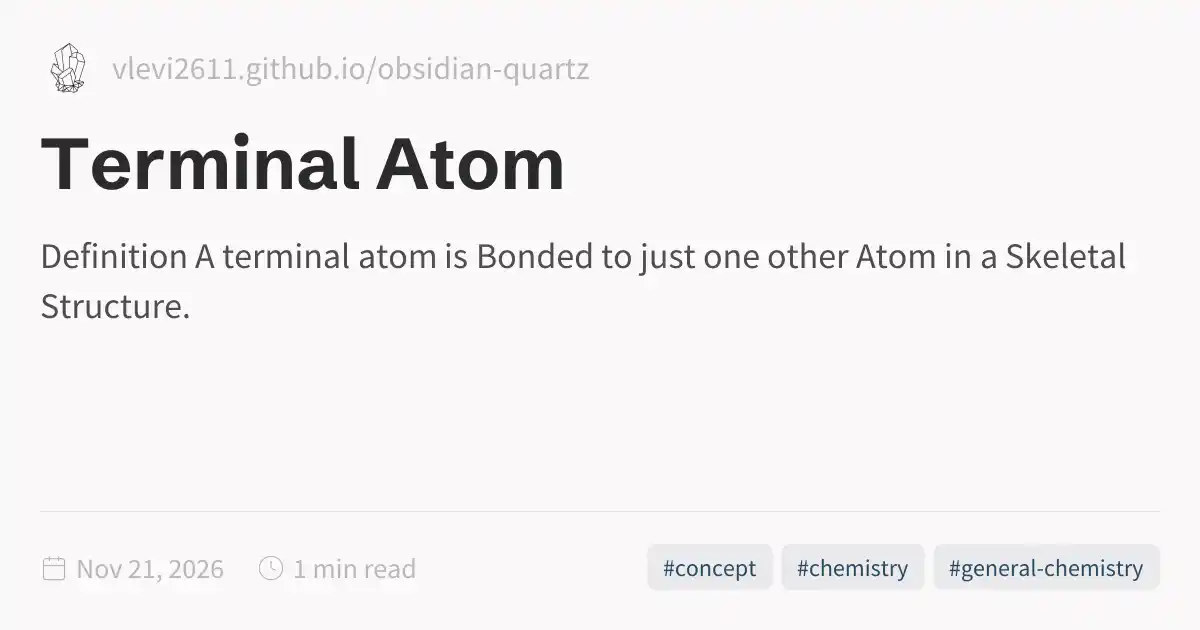 vlevi2611.github.io/obsidian-quartz
Terminal Atom
Definition A terminal atom is Bonded to just one other Atom in a Skeletal
Structure.
Nov 21, 2026 1 min read #concept #chemistry #general-chemistry